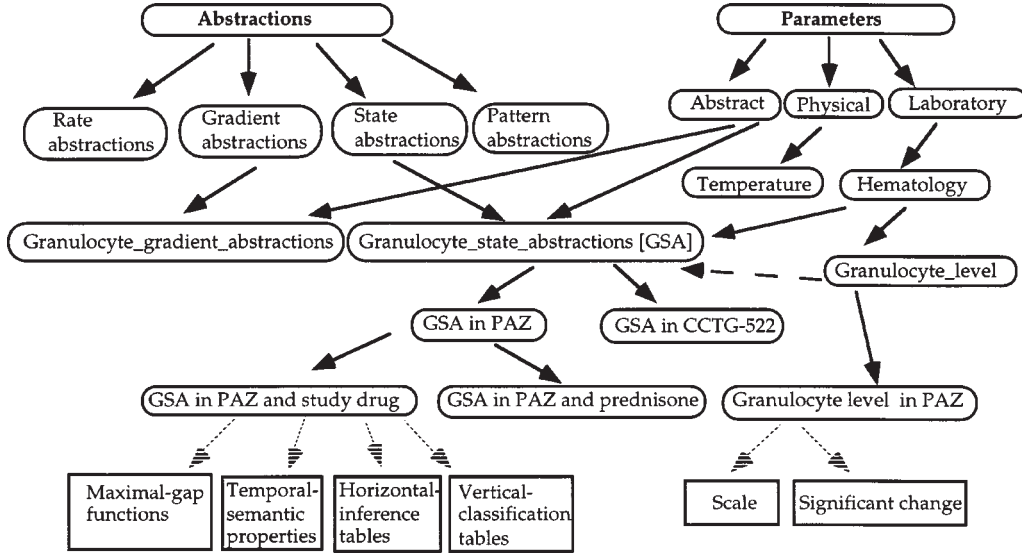 Abstractions
Parameters
Rate
abstractions
Gradient
abstractions
State
abstractions
Pattern
abstractions
Abstract
Physical
Laboratory
Temperature
Hematology
Granulocyte_gradient_abstractions
Granulocyte_state_abstractions [GSA]
Granulocyte_level
GSA in PAZ
GSA in CCTG-522
GSA in PAZ and study drug
GSA in PAZ and prednisone
Granulocyte level in PAZ
Maximal-gap
functions
Temporal-
semantic
properties
Horizontal-
inference
tables
Vertical-
classification
tables
Scale
Significant change